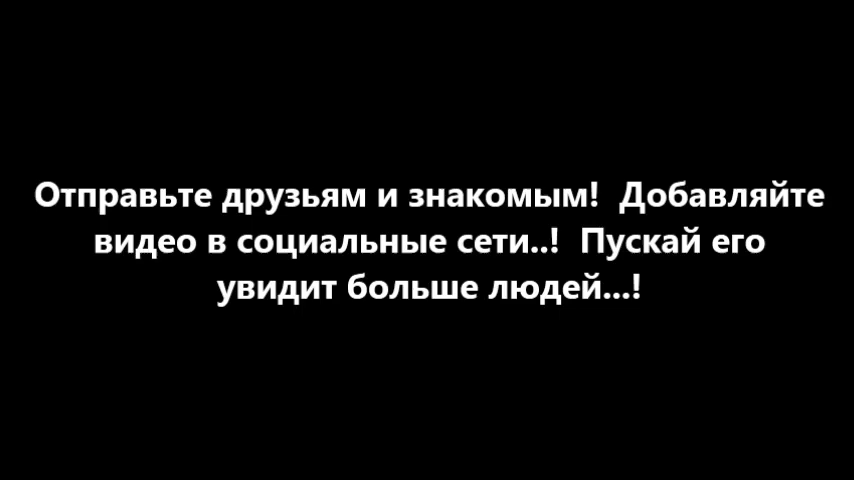 Отправьте друзьям и знакомым!  Добавляйте
видео в социальные сети..!  Пускай его
увидит больше людей...!